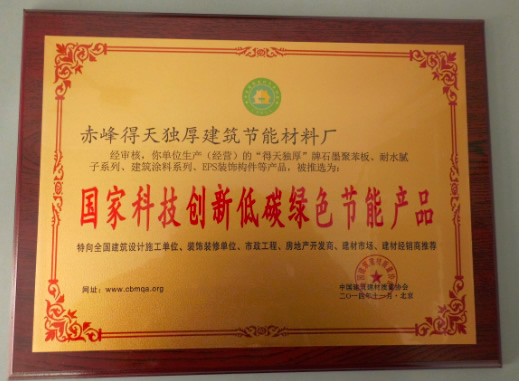 赤峰得天独厚建筑节能材料厂
经审核，你单位生产（经营）的“得天独厚”牌石墨聚苯板、耐水腻
子系列、建筑涂料系列、EPS装饰构件等产品，被推选为：
国家科技创新低碳绿色节能产品
特向全国建筑设计施工单位、装饰装修单位、市政工程、房地产开发商、建材市场、建材经销商推荐
网址：www.cbmqa.org
中国建筑材料质量协会
二〇一四年十一月·北京